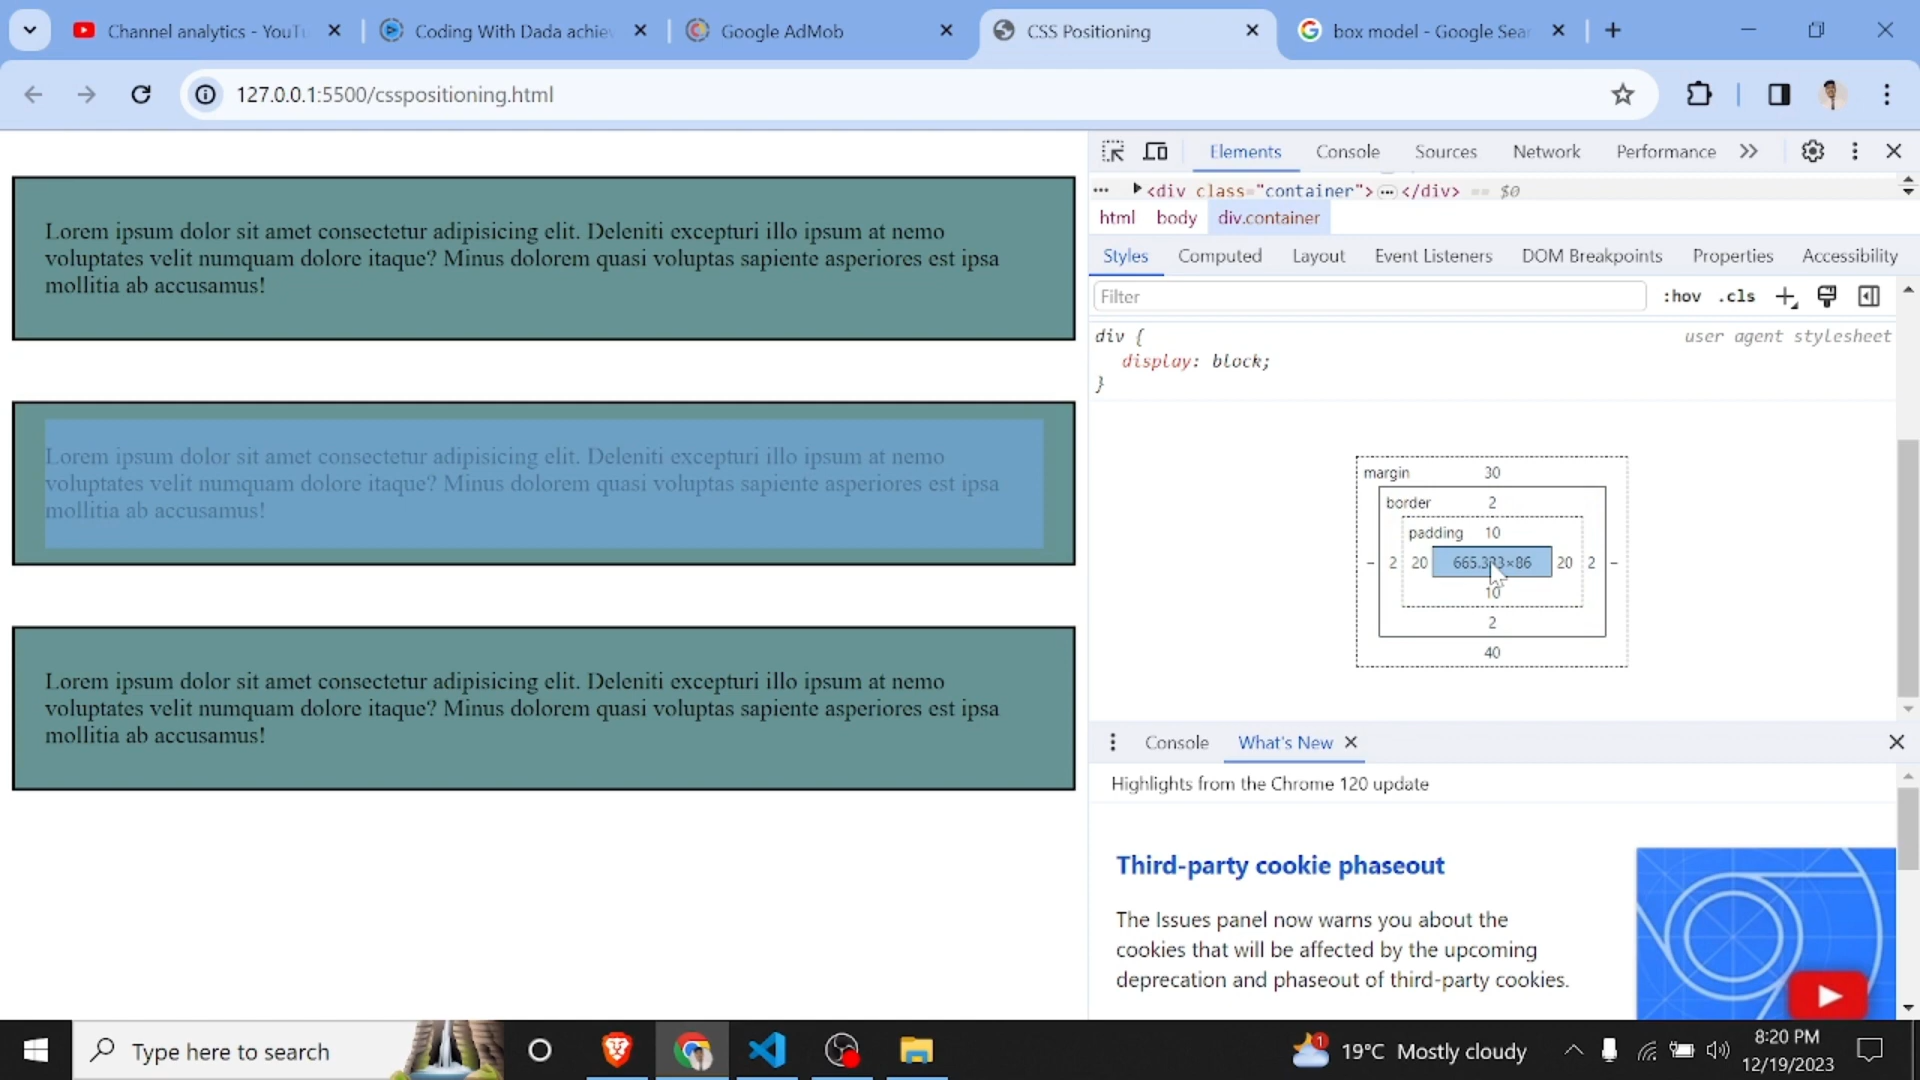 Channel analytics - YouTu
Coding With Dada achie
Google AdMob
CSS Positioning
box model - Google Sear
127.0.0.1:5500/csspositioning.html
Elements Console Sources Network Performance
<div class="container"> </div> == $0
html body div.container
Styles Computed Layout Event Listeners DOM Breakpoints Properties Accessibility
Filter
:hov .cls
div {
user agent stylesheet
display: block;
}
margin 30
border 2
padding 10
- 2 20 665.333×86 20 2 -
10
2
40
Lorem ipsum dolor sit amet consectetur adipisicing elit. Deleniti excepturi illo ipsum at nemo
voluptates velit numquam dolore itaque? Minus dolorem quasi voluptas sapiente asperiores est ipsa
mollitia ab accusamus!
Lorem ipsum dolor sit amet consectetur adipisicing elit. Deleniti excepturi illo ipsum at nemo
voluptates velit numquam dolore itaque? Minus dolorem quasi voluptas sapiente asperiores est ipsa
mollitia ab accusamus!
Lorem ipsum dolor sit amet consectetur adipisicing elit. Deleniti excepturi illo ipsum at nemo
voluptates velit numquam dolore itaque? Minus dolorem quasi voluptas sapiente asperiores est ipsa
mollitia ab accusamus!
Console What's New
Highlights from the Chrome 120 update
Third-party cookie phaseout
The Issues panel now warns you about the
cookies that will be affected by the upcoming
deprecation and phaseout of third-party cookies.
Type here to search
1
19°C Mostly cloudy
8:20 PM
12/19/2023